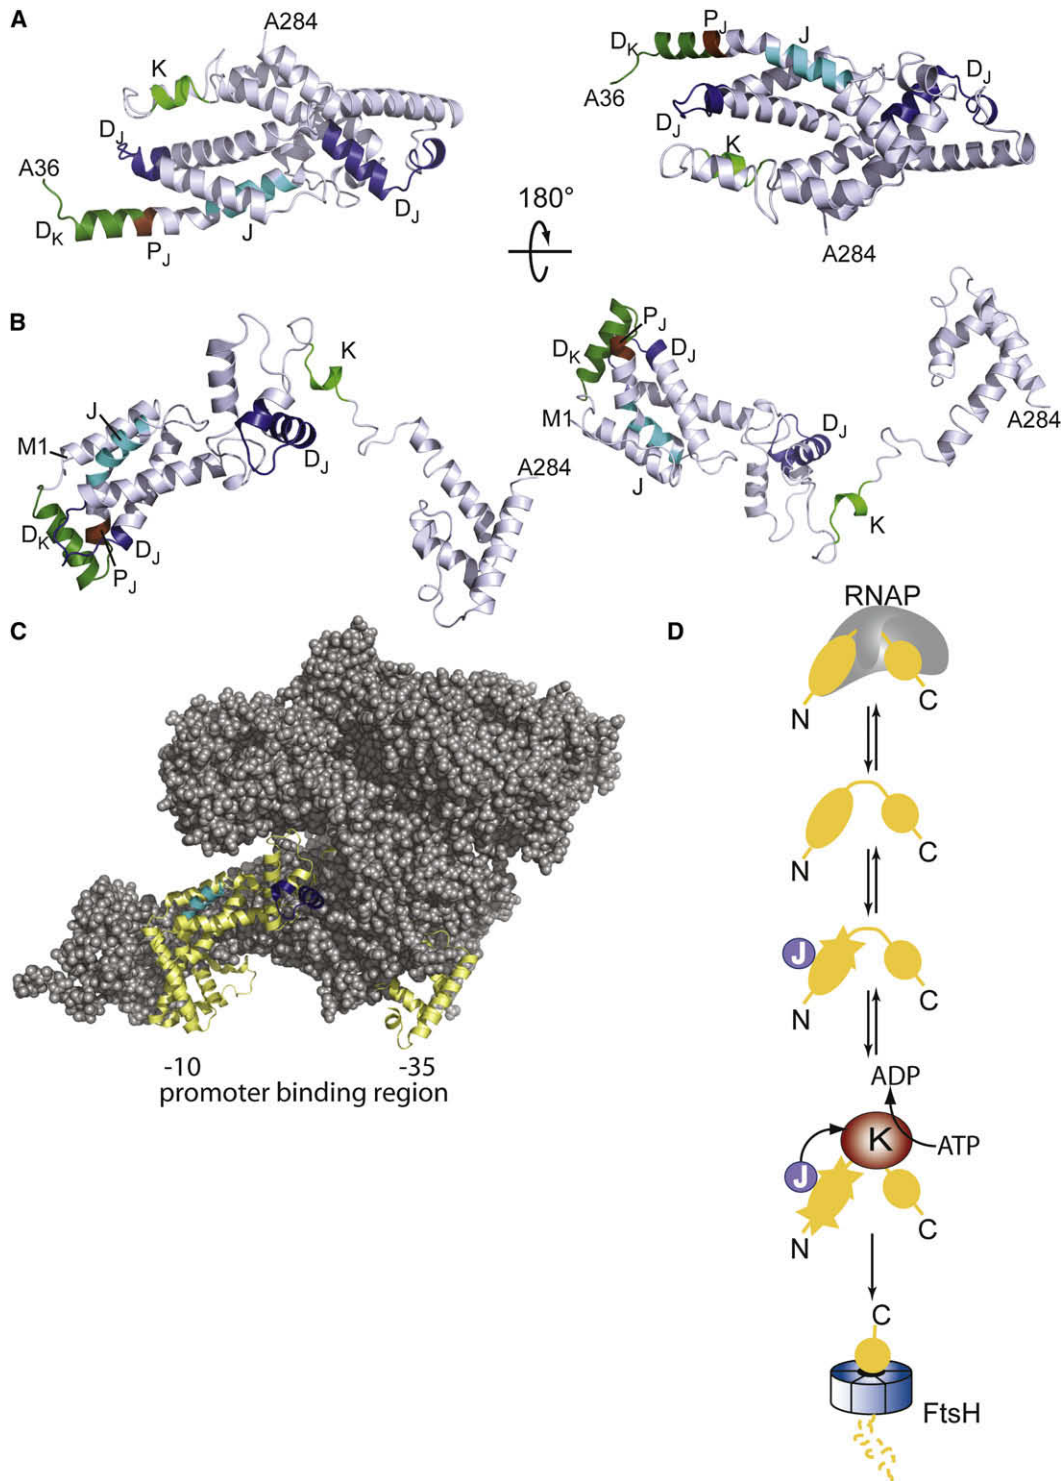 A
A284
K
D_J
A36
D_K
P_J
J
D_J
D_K
P_J
J
D_J
A36
D_J
K
A284
180°
B
K
J
M1
D_J
A284
D_K
D_J
P_J
P_J
D_K
D_J
M1
D_J
A284
J
K
C
-10 -35
promoter binding region
D
RNAP
N C
N C
J
N C
ADP
K
ATP
J
N C
C
FtsH